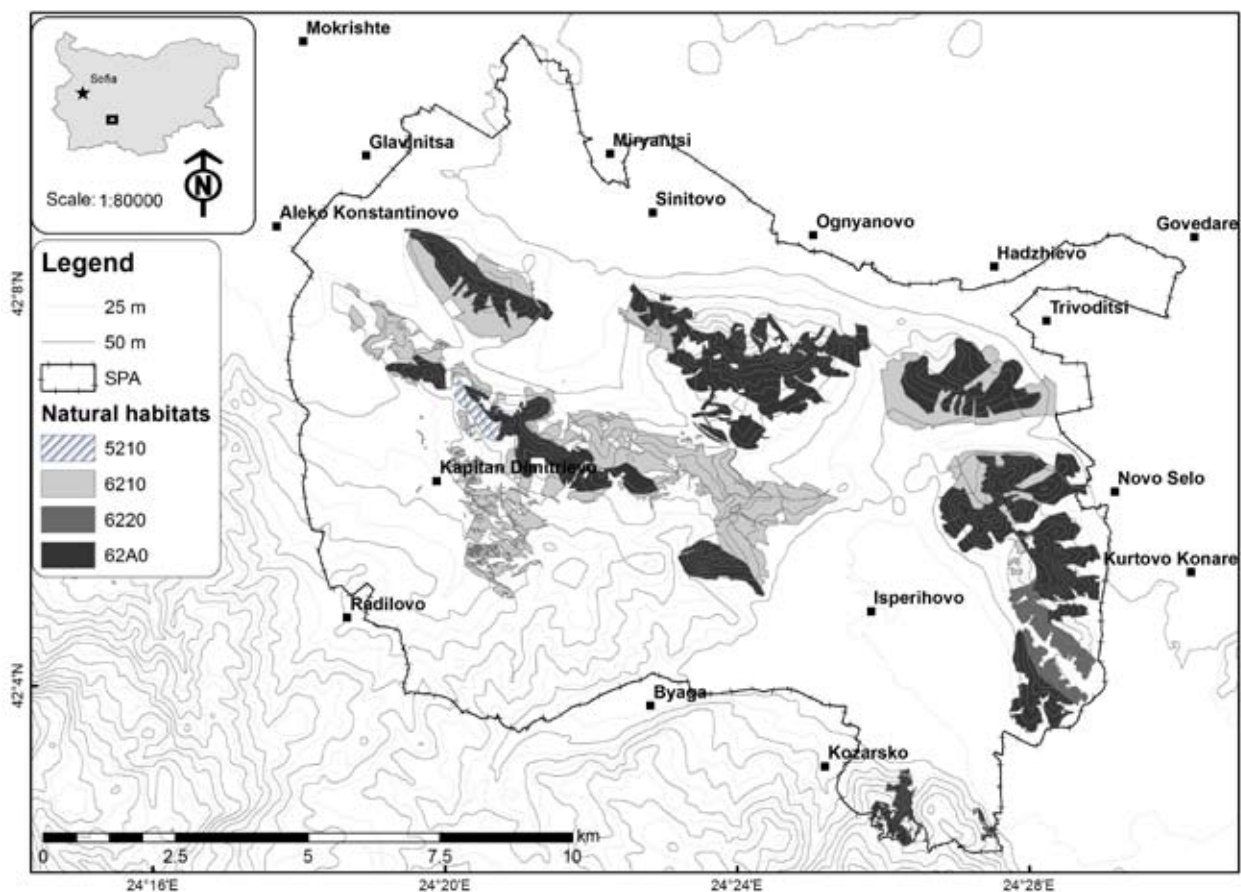 Mokrishte
Sofia
Scale: 1:80000
N
Glavinitsa
Miryantsi
Aleko Konstantinovo
Sinitovo
Ognyanovo
Govedare
Hadzhievo
Trivoditsi
Legend
25 m
50 m
SPA
Natural habitats
5210
6210
6220
62A0
Kapitan Dimitrievo
Novo Selo
Kurtovo Konare
Radilovo
Isperihovo
Byaga
Kozarsko
km
0 2.5 5 7.5 10
42°8'N
42°4'N
24°16'E 24°20'E 24°24'E 24°28'E